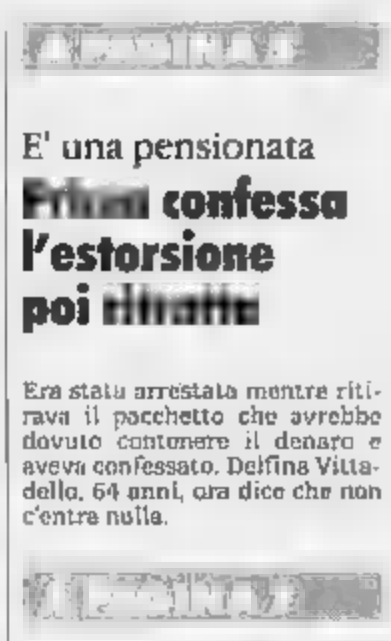 E' una pensionata
confessa
l'estorsione
poi
Era stata arrestata mentre riti-
rava il pacchetto che avrebbe
dovuto contenere il denaro e
aveva confessato. Delfina Vitta-
dello, 64 anni, ora dice che non
c'entra nulla.